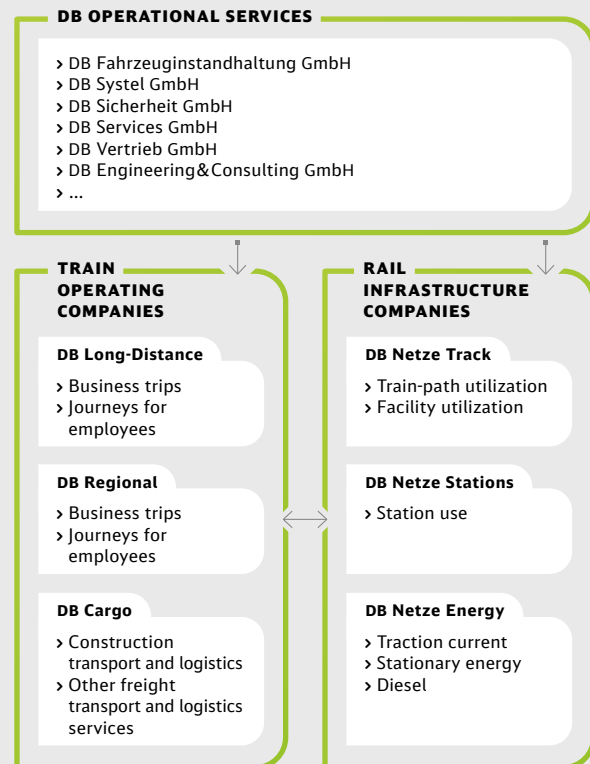 DB OPERATIONAL SERVICES
› DB Fahrzeuginstandhaltung GmbH
› DB Systel GmbH
› DB Sicherheit GmbH
› DB Services GmbH
› DB Vertrieb GmbH
› DB Engineering&Consulting GmbH
› ...
TRAIN
OPERATING
COMPANIES
DB Long-Distance
› Business trips
› Journeys for
employees
DB Regional
› Business trips
› Journeys for
employees
DB Cargo
› Construction
transport and logistics
› Other freight
transport and logistics
services
RAIL
INFRASTRUCTURE
COMPANIES
DB Netze Track
› Train-path utilization
› Facility utilization
DB Netze Stations
› Station use
DB Netze Energy
› Traction current
› Stationary energy
› Diesel